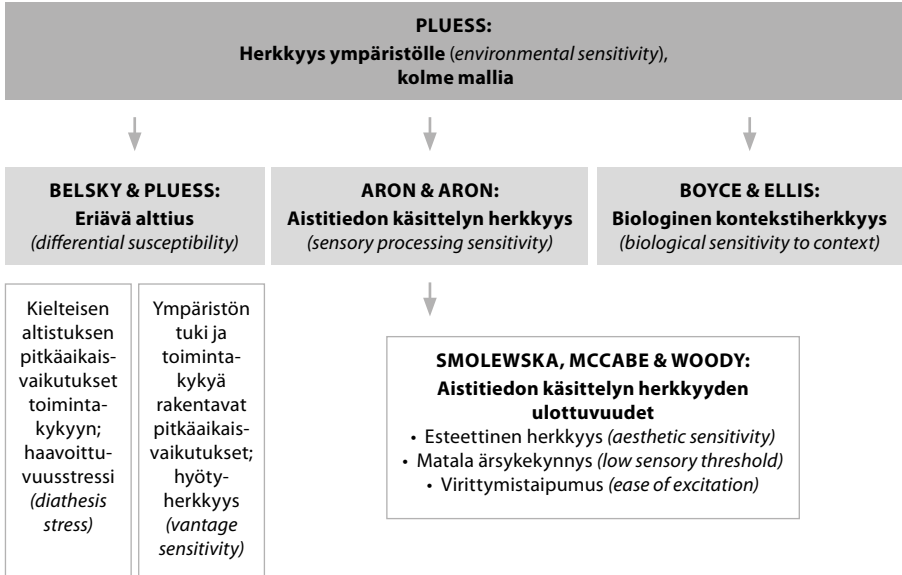 PLUESS:
Herkkyys ympäristölle (environmental sensitivity),
kolme mallia
BELSKY & PLUESS:
Eriävä alttius
(differential susceptibility)
ARON & ARON:
Aistitiedon käsittelyn herkkyys
(sensory processing sensitivity)
BOYCE & ELLIS:
Biologinen kontekstiherkkyys
(biological sensitivity to context)
Kielteisen
altistuksen
pitkäaikais-
vaikutukset
toiminta-
kykyyn;
haavoittu-
vuusstressi
(diathesis
stress)
Ympäristön
tuki ja
toiminta-
kykyä
rakentavat
pitkäaikais-
vaikutukset;
hyöty-
herkkyys
(vantage
sensitivity)
SMOLEWSKA, MCCABE & WOODY:
Aistitiedon käsittelyn herkkyyden
ulottuvuudet
• Esteettinen herkkyys (aesthetic sensitivity)
• Matala ärsykekynnys (low sensory threshold)
• Virittymistaipumus (ease of excitation)